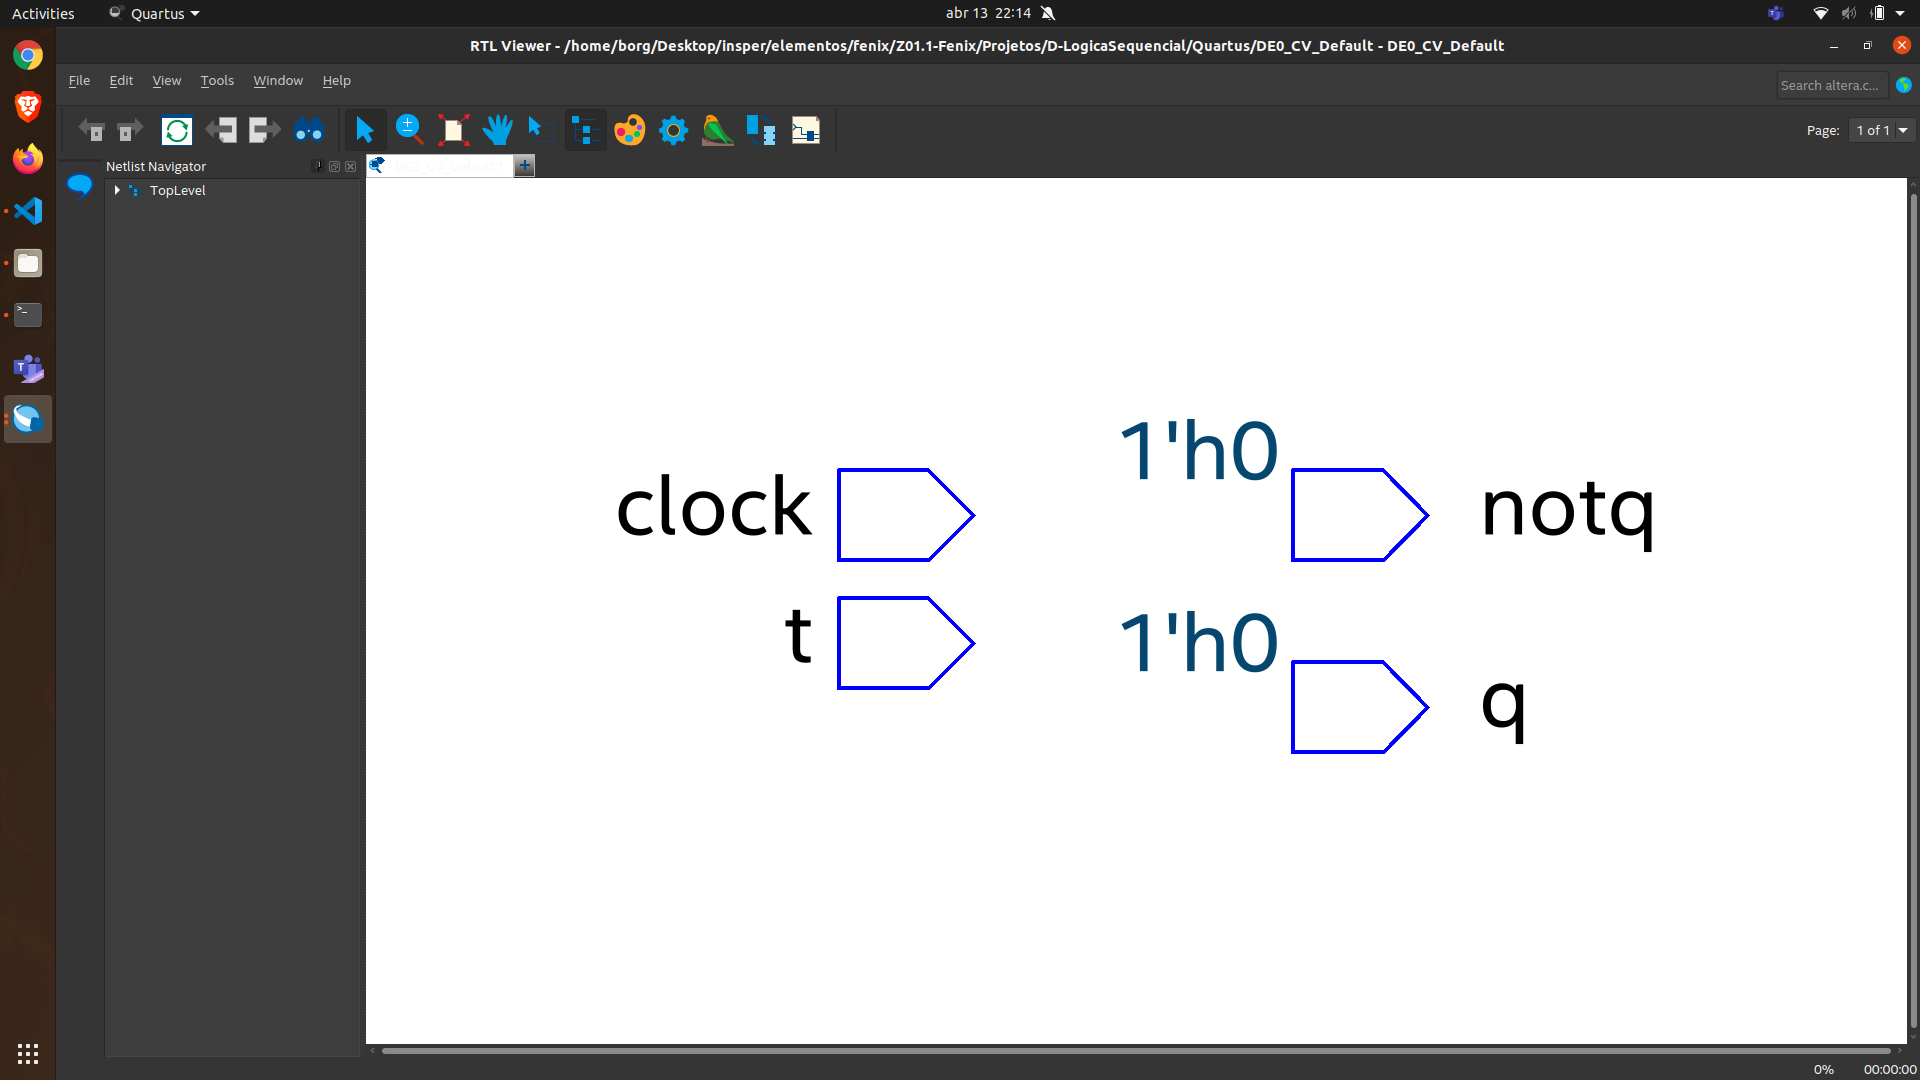 Activities
Quartus
abr 13 22:14
RTL Viewer - /home/borg/Desktop/insper/elementos/fenix/Z01.1-Fenix/Projetos/D-LogicaSequencial/Quartus/DE0_CV_Default - DE0_CV_Default
File Edit View Tools Window Help
Search altera.c...
Page: 1 of 1
Netlist Navigator
TopLevel
1'h0
clock
notq
t
1'h0
q
0% 00:00:00